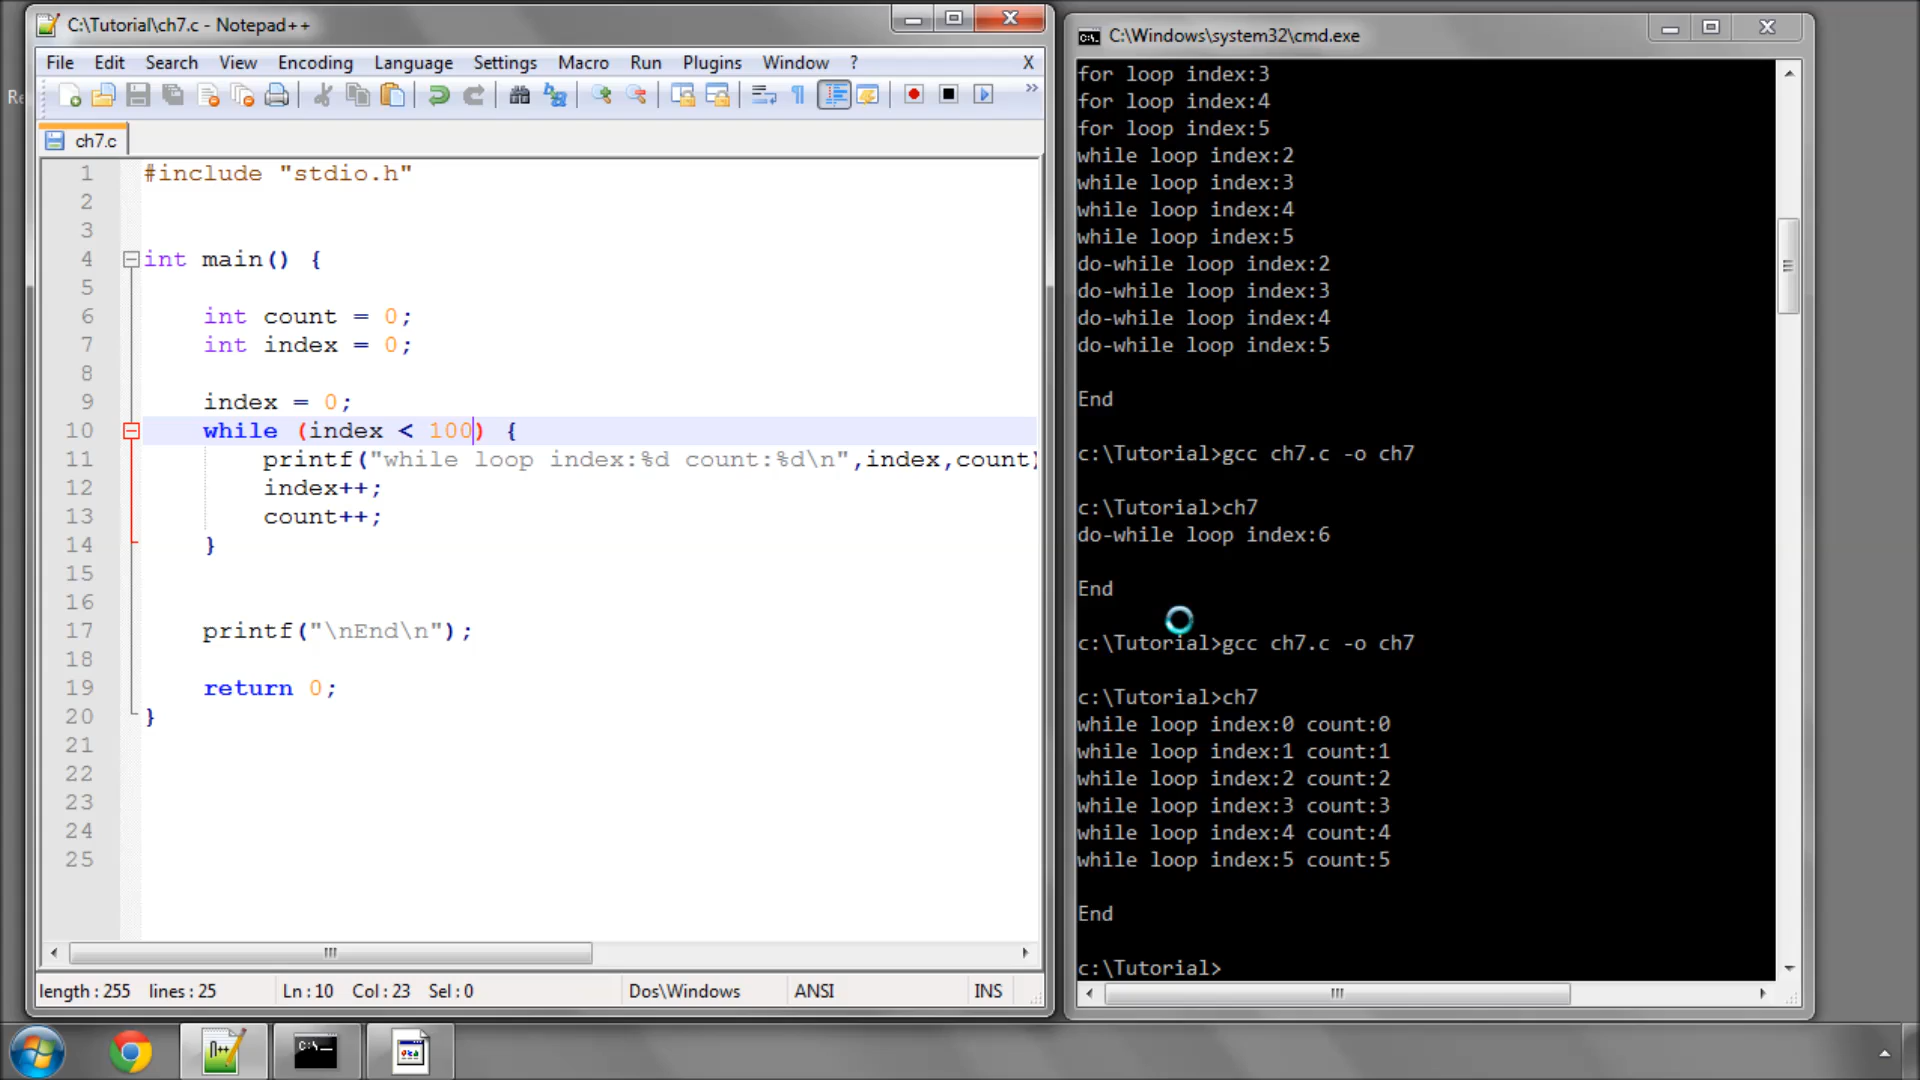 C:\Tutorial\ch7.c - Notepad++
File Edit Search View Encoding Language Settings Macro Run Plugins Window ? X
ch7.c
1 #include "stdio.h"
2
3
4 int main() {
5
6 int count = 0;
7 int index = 0;
8
9 index = 0;
10 while (index < 100) {
11 printf("while loop index:%d count:%d\n",index,count)
12 index++;
13 count++;
14 }
15
16
17 printf("\nEnd\n");
18
19 return 0;
20 }
21
22
23
24
25
length : 255 lines : 25 Ln : 10 Col : 23 Sel : 0 Dos\Windows ANSI INS
C:\Windows\system32\cmd.exe
for loop index:3
for loop index:4
for loop index:5
while loop index:2
while loop index:3
while loop index:4
while loop index:5
do-while loop index:2
do-while loop index:3
do-while loop index:4
do-while loop index:5
End
c:\Tutorial>gcc ch7.c -o ch7
c:\Tutorial>ch7
do-while loop index:6
End
c:\Tutorial>gcc ch7.c -o ch7
c:\Tutorial>ch7
while loop index:0 count:0
while loop index:1 count:1
while loop index:2 count:2
while loop index:3 count:3
while loop index:4 count:4
while loop index:5 count:5
End
c:\Tutorial>